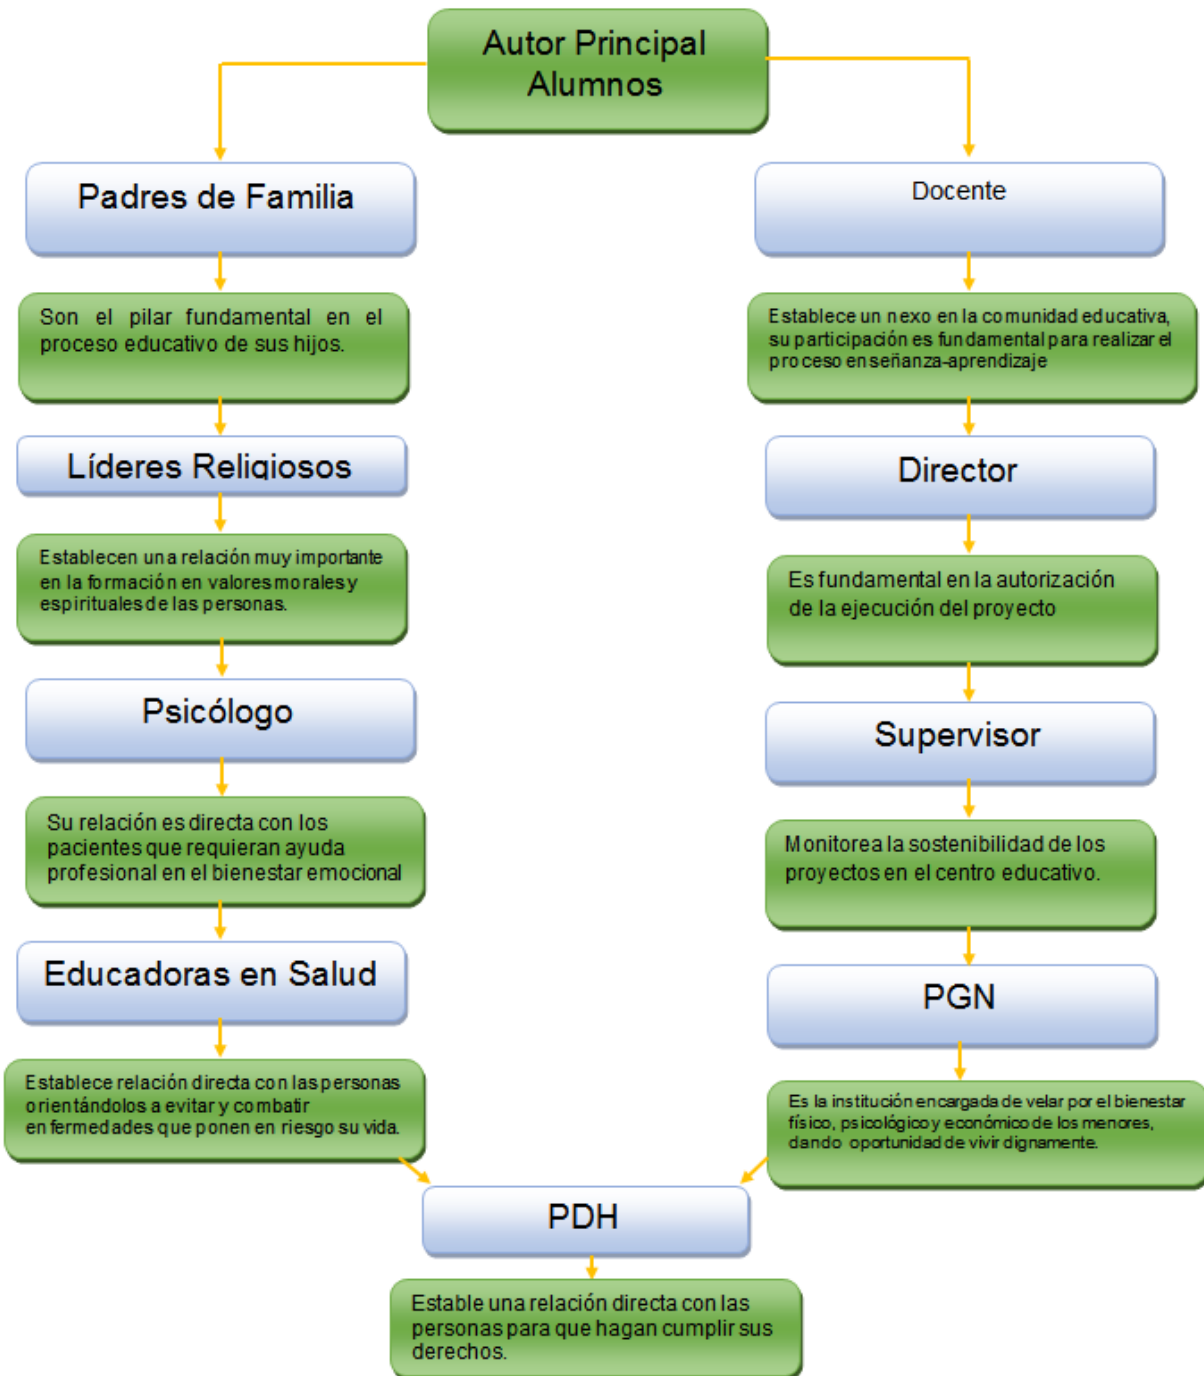 Autor Principal
Alumnos
Padres de Familia
Son el pilar fundamental en el
proceso educativo de sus hijos.
Líderes Religiosos
Establecen una relación muy importante
en la formación en valores morales y
espirituales de las personas.
Psicólogo
Su relación es directa con los
pacientes que requieran ayuda
profesional en el bienestar emocional
Educadoras en Salud
Establece relación directa con las personas
orientándolos a evitar y combatir
enfermedades que ponen en riesgo su vida.
Docente
Establece un nexo en la comunidad educativa,
su participación es fundamental para realizar el
proceso enseñanza-aprendizaje
Director
Es fundamental en la autorización
de la ejecución del proyecto
Supervisor
Monitorea la sostenibilidad de los
proyectos en el centro educativo.
PGN
Es la institución encargada de velar por el bienestar
físico, psicológico y económico de los menores,
dando oportunidad de vivir dignamente.
PDH
Estable una relación directa con las
personas para que hagan cumplir sus
derechos.